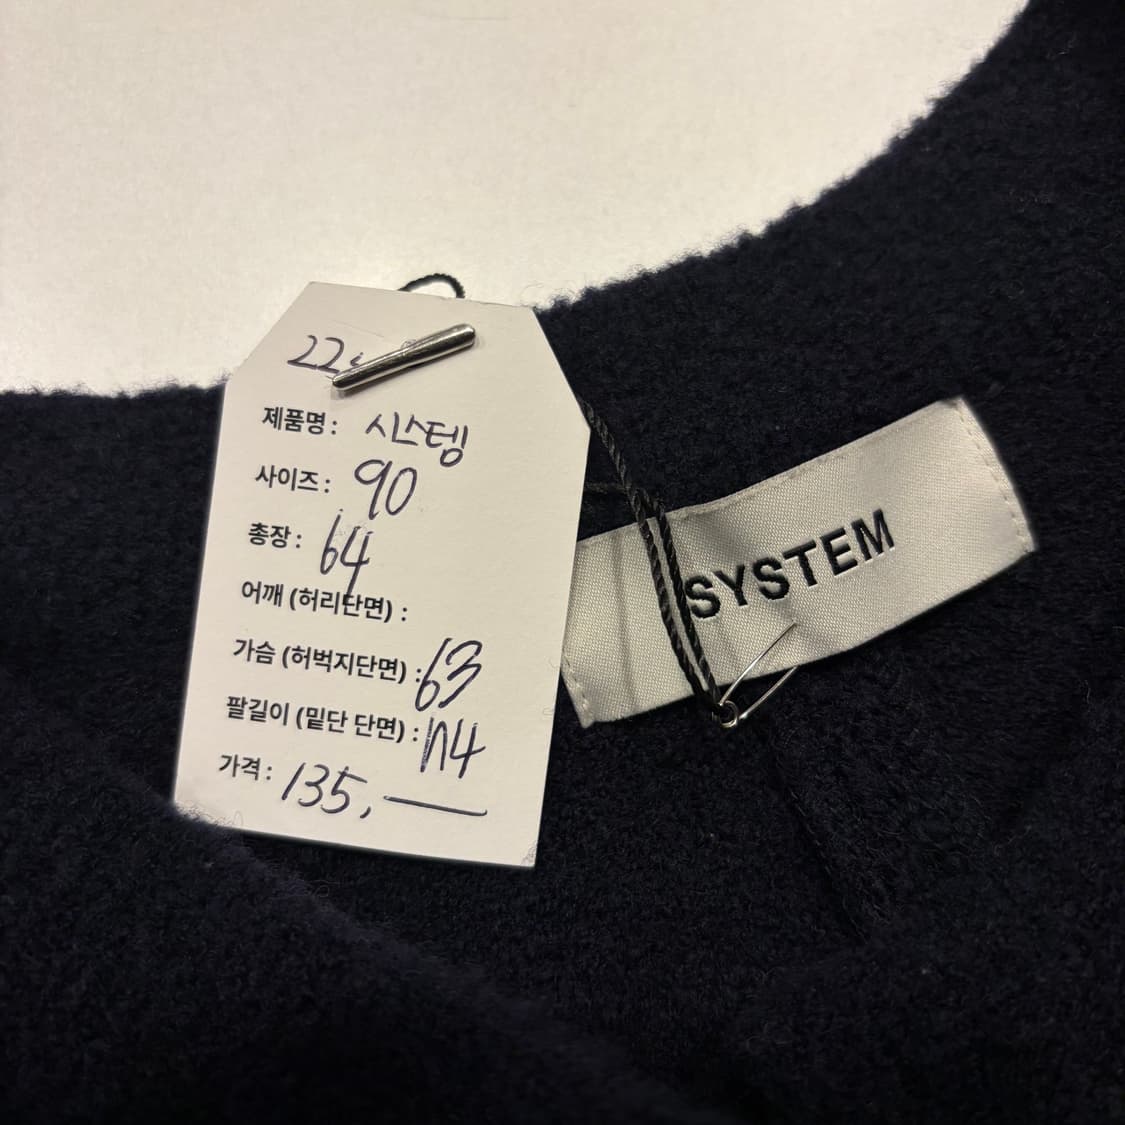 22
제품명: 시스템
사이즈: 90
총장: 64
어깨 (허리단면) :
가슴 (허벅지단면) : 63
팔길이 (밑단 단면) : 74
가격: 135,—
SYSTEM